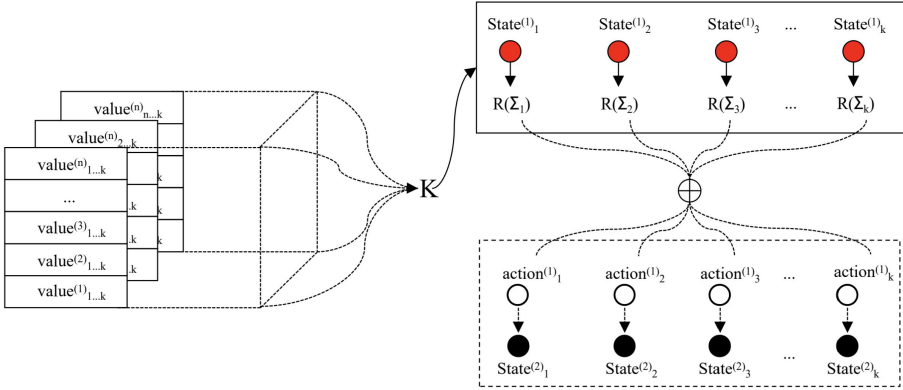 value⁽ⁿ⁾ₙ...ₖ
value⁽ⁿ⁾₂...ₖ
value⁽ⁿ⁾₁...ₖ
...
value⁽³⁾₁...ₖ
value⁽²⁾₁...ₖ
value⁽¹⁾₁...ₖ
..k
..k
..k
k
k
K
State⁽¹⁾₁ State⁽¹⁾₂ State⁽¹⁾₃ ... State⁽¹⁾ₖ
R(Σ₁) R(Σ₂) R(Σ₃) ... R(Σₖ)
action⁽¹⁾₁ action⁽¹⁾₂ action⁽¹⁾₃ ... action⁽¹⁾ₖ
State⁽²⁾₁ State⁽²⁾₂ State⁽²⁾₃ ... State⁽²⁾ₖ